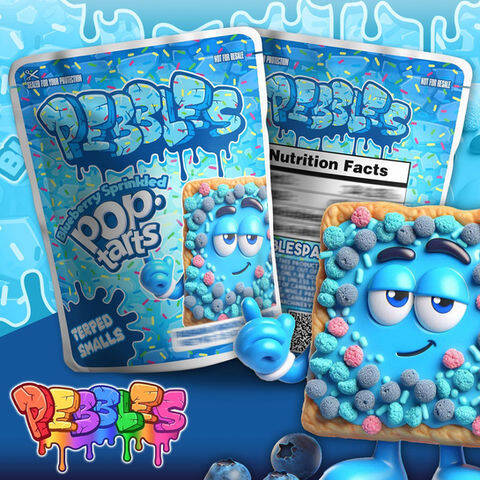 SEALED FOR YOUR PROTECTION
NOT FOR RESALE
PEBBLES
Blueberry Sprinkled
pop•
tarts
TERPED
SMALLS
NOT FOR RESALE
PEBBLES
Nutrition Facts
PEBBLES